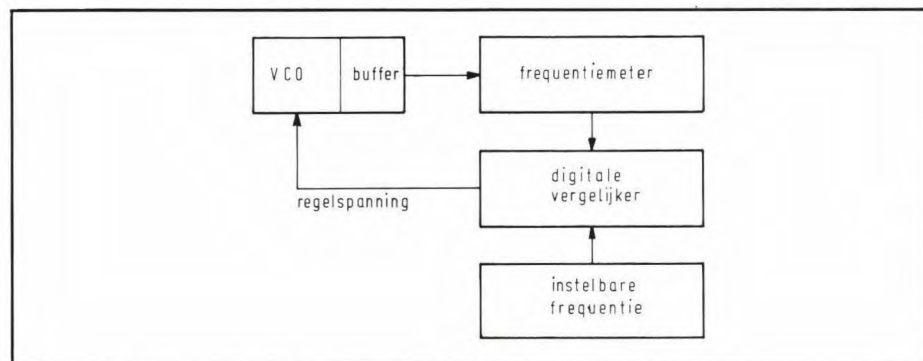 VCO buffer
frequentiemeter
digitale
vergelijker
regelspanning
instelbare
frequentie